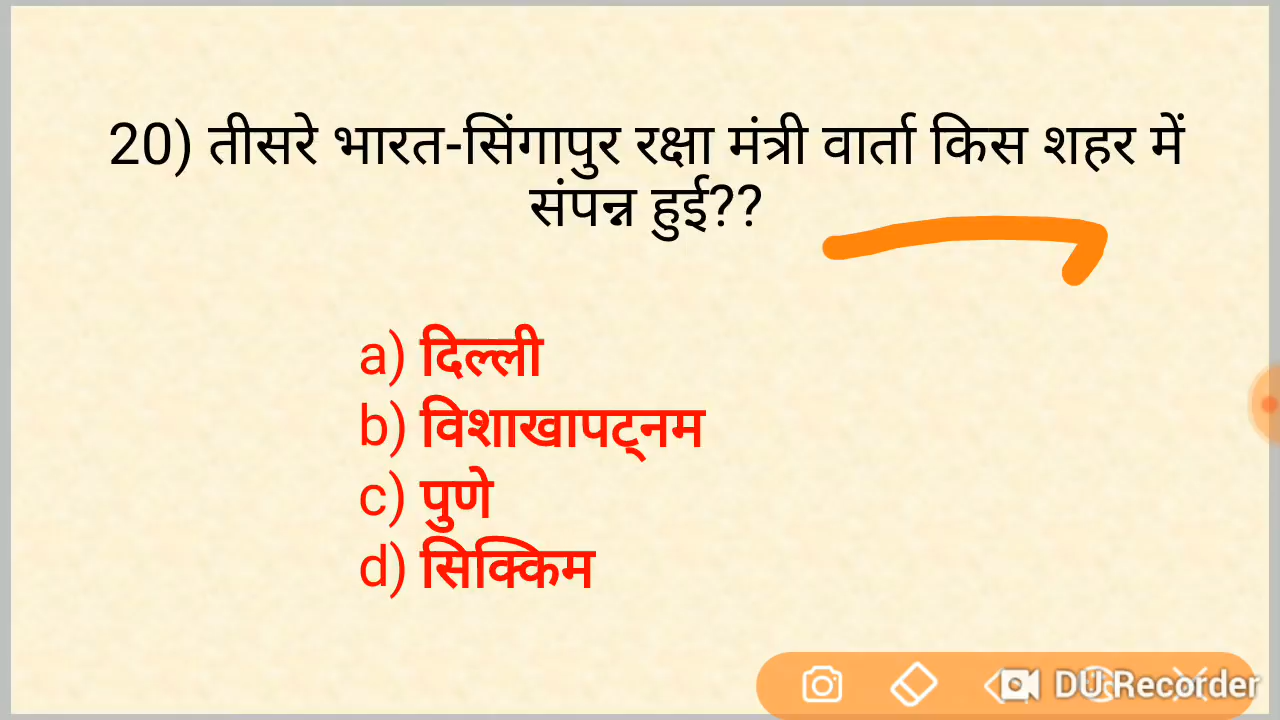 20) तीसरे भारत-सिंगापुर रक्षा मंत्री वार्ता किस शहर में
संपन्न हुई??
a) दिल्ली
b) विशाखापट्नम
c) पुणे
d) सिक्किम
DU Recorder